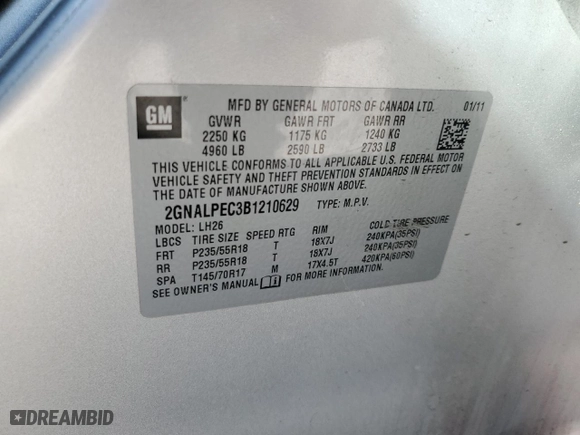 GM
MFD BY GENERAL MOTORS OF CANADA LTD. 01/11
GVWR GAWR FRT GAWR RR
2250 KG 1175 KG 1240 KG
4960 LB 2590 LB 2733 LB
THIS VEHICLE CONFORMS TO ALL APPLICABLE U.S. FEDERAL MOTOR
VEHICLE SAFETY AND THEFT PREVENTION STANDARDS IN EFFECT ON
THE DATE OF MANUFACTURE SHOWN ABOVE.
2GNALPEC3B1210629 TYPE: M.P.V.
MODEL: LH26
LBCS TIRE SIZE SPEED RTG RIM COLD TIRE PRESSURE
FRT P235/55R18 T 18X7J 240KPA(35PSI)
RR P235/55R18 T 18X7J 240KPA(35PSI)
SPA T145/70R17 M 17X4.5T 420KPA(60PSI)
SEE OWNER'S MANUAL FOR ADDITIONAL INFORMATION.
DREAMBID